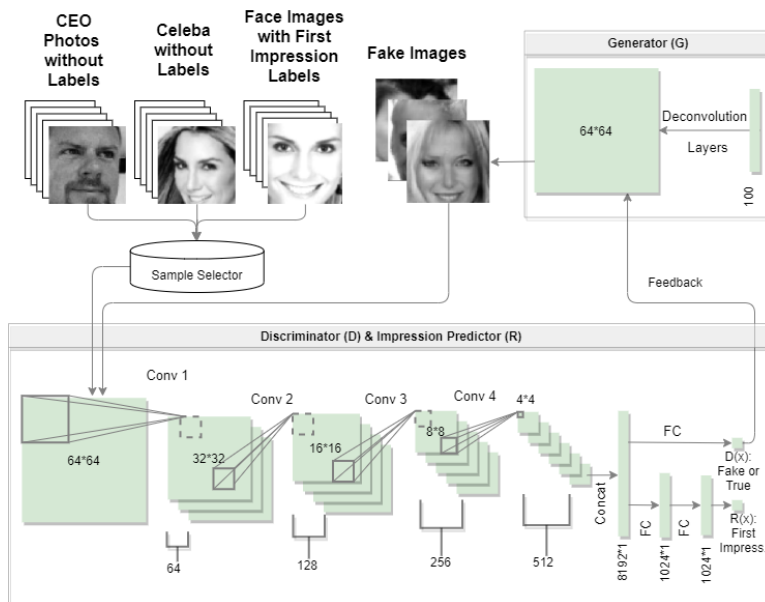 CEO
Photos
without
Labels
Celeba
without
Labels
Face Images
with First
Impression
Labels
Fake Images
Generator (G)
64*64
Deconvolution
Layers
100
Sample Selector
Feedback
Discriminator (D) & Impression Predictor (R)
Conv 1
Conv 2
Conv 3
Conv 4
4*4
64*64
32*32
16*16
8*8
FC
D(x):
Fake or
True
Concat
FC
FC
R(x):
First
Impress
64
128
256
512
8192*1
1024*1
1024*1